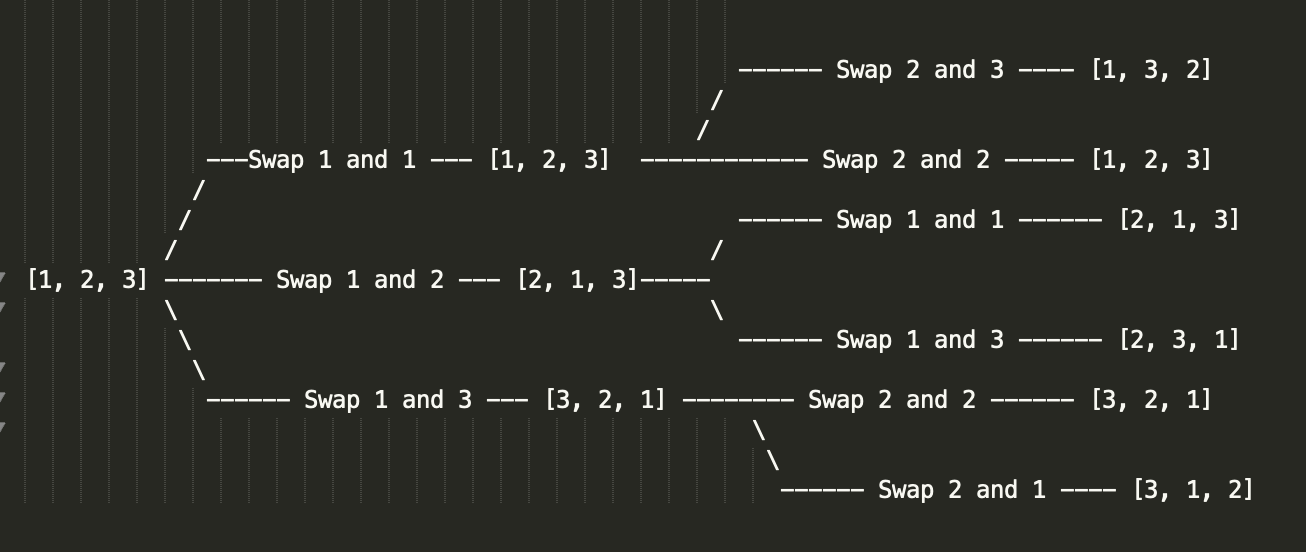 ------ Swap 2 and 3 ---- [1, 3, 2]
/
/
---Swap 1 and 1 --- [1, 2, 3] ------------ Swap 2 and 2 ----- [1, 2, 3]
/
/ ------ Swap 1 and 1 ------ [2, 1, 3]
/ /
[1, 2, 3] ------- Swap 1 and 2 --- [2, 1, 3]-----
\ \
\ ------ Swap 1 and 3 ------ [2, 3, 1]
\
------ Swap 1 and 3 --- [3, 2, 1] -------- Swap 2 and 2 ------ [3, 2, 1]
\
\
------ Swap 2 and 1 ---- [3, 1, 2]